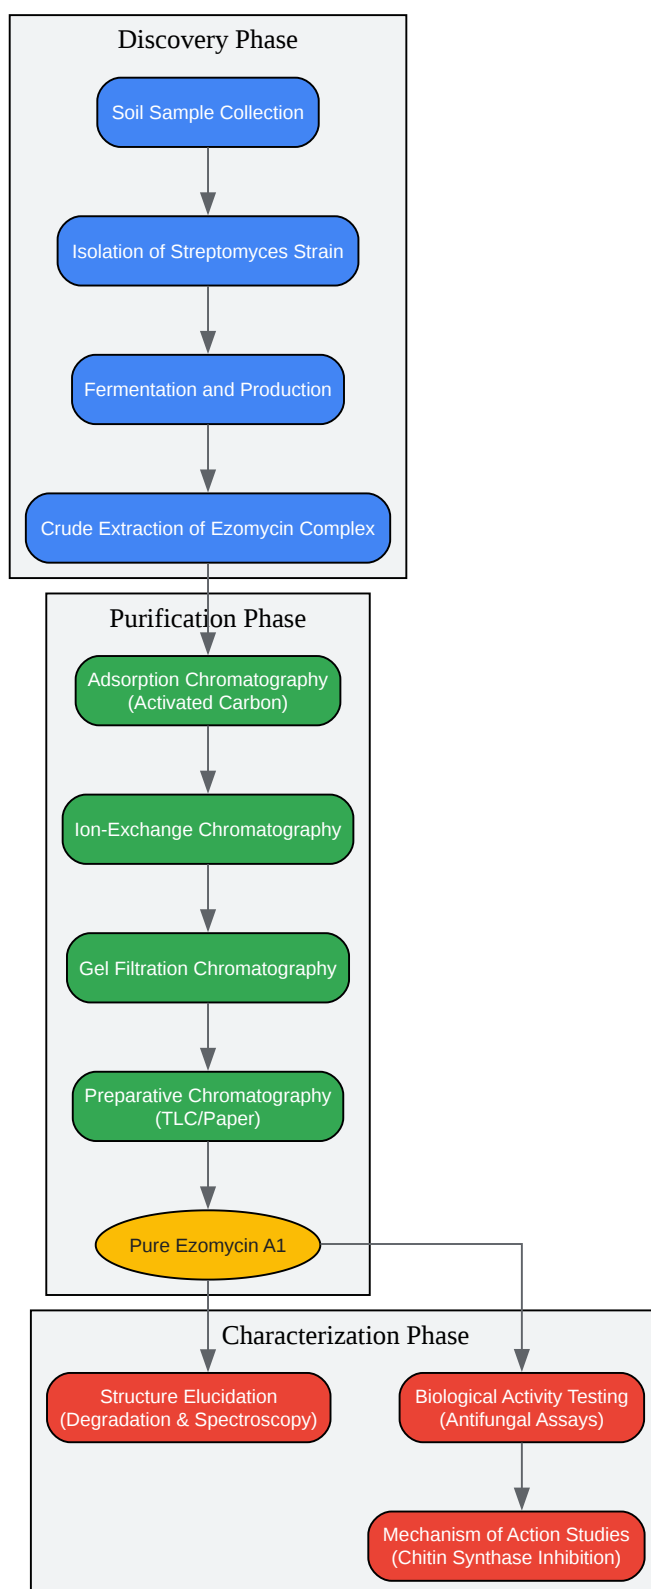 Discovery Phase
Soil Sample Collection
Isolation of Streptomyces Strain
Fermentation and Production
Crude Extraction of Ezomycin Complex
Purification Phase
Adsorption Chromatography
(Activated Carbon)
Ion-Exchange Chromatography
Gel Filtration Chromatography
Preparative Chromatography
(TLC/Paper)
Pure Ezomycin A1
Characterization Phase
Structure Elucidation
(Degradation & Spectroscopy)
Biological Activity Testing
(Antifungal Assays)
Mechanism of Action Studies
(Chitin Synthase Inhibition)